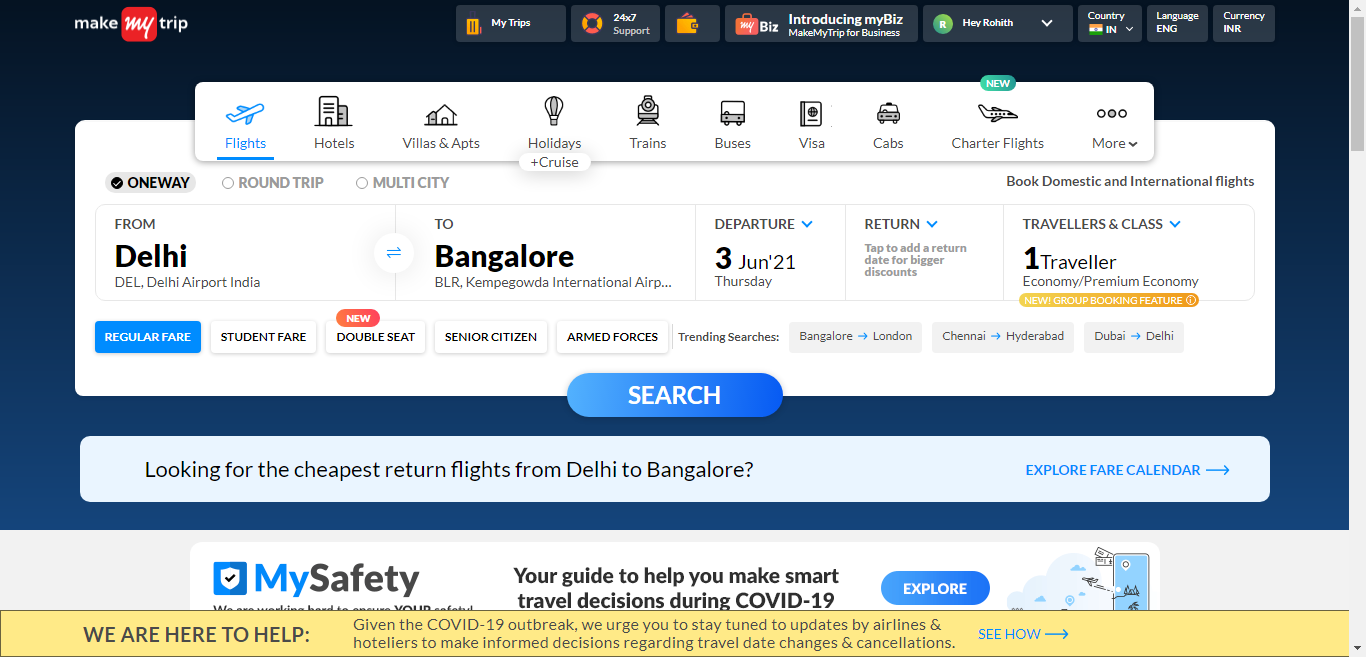 make my trip
My Trips
24x7
Support
my Biz
Introducing myBiz
MakeMyTrip for Business
R
Hey Rohith
Country
IN
Language
ENG
Currency
INR
NEW
Flights
Hotels
Villas & Apts
Holidays
+Cruise
Trains
Buses
Visa
Cabs
Charter Flights
More
ONEWAY
ROUND TRIP
MULTI CITY
Book Domestic and International flights
FROM
Delhi
DEL, Delhi Airport India
TO
Bangalore
BLR, Kempegowda International Airp...
DEPARTURE
3 Jun'21
Thursday
RETURN
Tap to add a return
date for bigger
discounts
TRAVELLERS & CLASS
1Traveller
Economy/Premium Economy
NEW! GROUP BOOKING FEATURE
REGULAR FARE
STUDENT FARE
NEW
DOUBLE SEAT
SENIOR CITIZEN
ARMED FORCES
Trending Searches:
Bangalore → London
Chennai → Hyderabad
Dubai → Delhi
SEARCH
Looking for the cheapest return flights from Delhi to Bangalore?
EXPLORE FARE CALENDAR
MySafety
We are working hard to ensure YOUR safety!
Your guide to help you make smart
travel decisions during COVID-19
EXPLORE
WE ARE HERE TO HELP:
Given the COVID-19 outbreak, we urge you to stay tuned to updates by airlines &
hoteliers to make informed decisions regarding travel date changes & cancellations.
SEE HOW